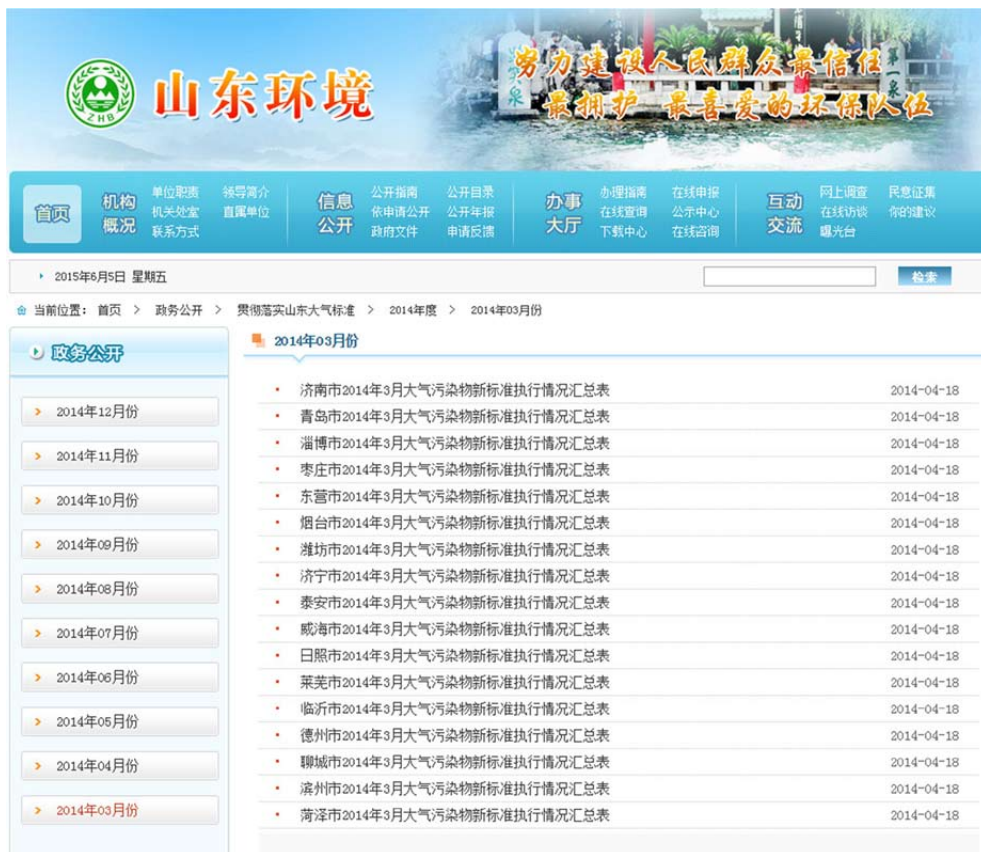 ZHB
山东环境
努力建设人民群众最信任
最拥护 最喜爱的环保队伍
第一泉
首页
机构概况
单位职责 领导简介
机关处室 直属单位
联系方式
信息公开
公开指南 公开目录
依申请公开 公开年报
政府文件 申请反馈
办事大厅
办理指南 在线申报
在线查询 公示中心
下载中心 在线咨询
互动交流
网上调查 民意征集
在线访谈 你的建议
曝光台
2015年6月5日 星期五
检索
当前位置: 首页 > 政务公开 > 贯彻落实山东大气标准 > 2014年度 > 2014年03月份
政务公开
2014年12月份
2014年11月份
2014年10月份
2014年09月份
2014年08月份
2014年07月份
2014年06月份
2014年05月份
2014年04月份
2014年03月份
2014年03月份
济南市2014年3月大气污染物新标准执行情况汇总表 2014-04-18
青岛市2014年3月大气污染物新标准执行情况汇总表 2014-04-18
淄博市2014年3月大气污染物新标准执行情况汇总表 2014-04-18
枣庄市2014年3月大气污染物新标准执行情况汇总表 2014-04-18
东营市2014年3月大气污染物新标准执行情况汇总表 2014-04-18
烟台市2014年3月大气污染物新标准执行情况汇总表 2014-04-18
潍坊市2014年3月大气污染物新标准执行情况汇总表 2014-04-18
济宁市2014年3月大气污染物新标准执行情况汇总表 2014-04-18
泰安市2014年3月大气污染物新标准执行情况汇总表 2014-04-18
威海市2014年3月大气污染物新标准执行情况汇总表 2014-04-18
日照市2014年3月大气污染物新标准执行情况汇总表 2014-04-18
莱芜市2014年3月大气污染物新标准执行情况汇总表 2014-04-18
临沂市2014年3月大气污染物新标准执行情况汇总表 2014-04-18
德州市2014年3月大气污染物新标准执行情况汇总表 2014-04-18
聊城市2014年3月大气污染物新标准执行情况汇总表 2014-04-18
滨州市2014年3月大气污染物新标准执行情况汇总表 2014-04-18
菏泽市2014年3月大气污染物新标准执行情况汇总表 2014-04-18